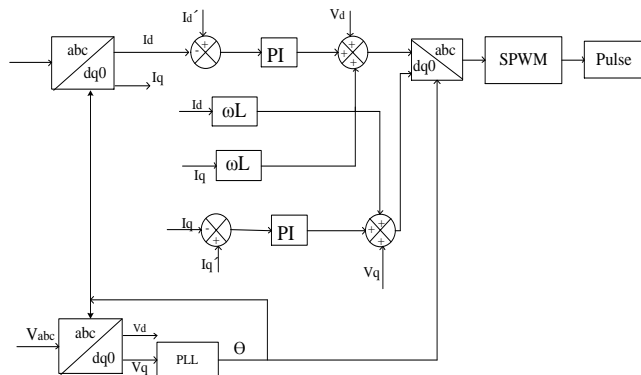 Id´
Vd
abc
dq0
Id
Iq
-
+
PI
+
+
+
abc
dq0
SPWM
Pulse
Id
ωL
Iq
ωL
Iq
-
+
Iq´
PI
+
+
+
Vq
Vabc
abc
dq0
Vd
Vq
PLL
Θ